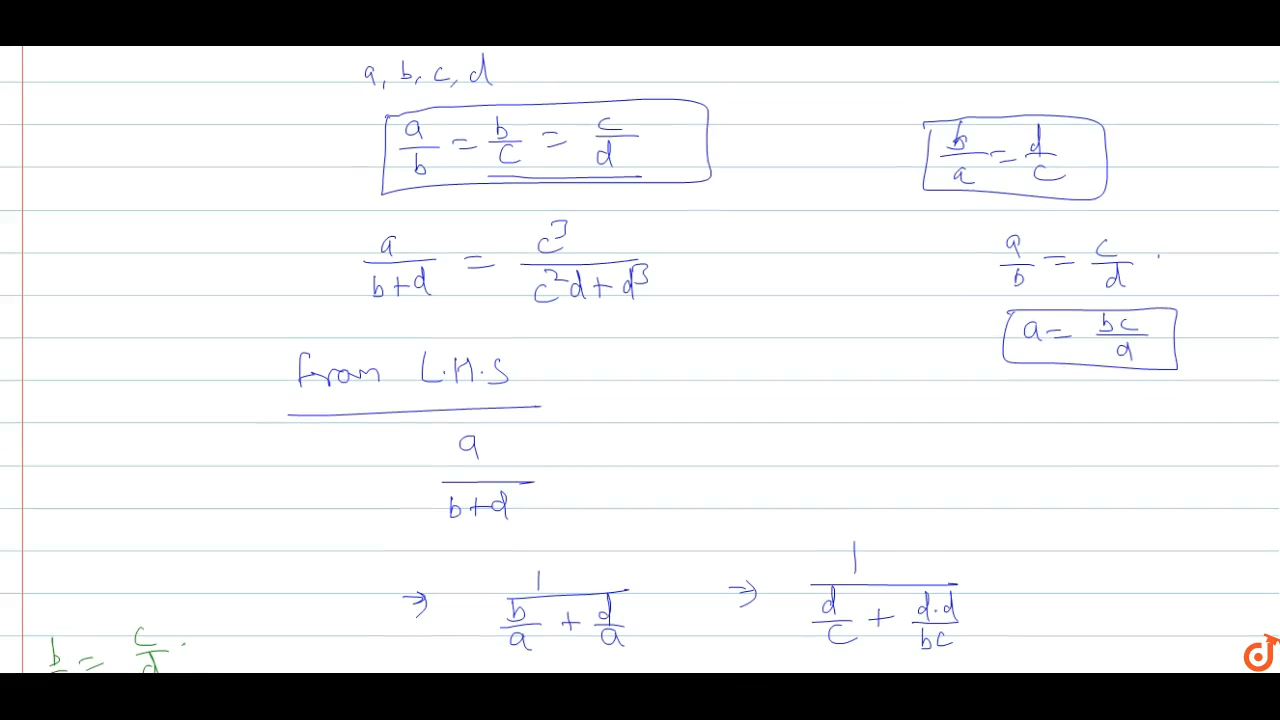 a, b, c, d
a/b = b/c = c/d
b/a = d/c
a/(b+d) = c³/(c²d+d³)
a/b = c/d
a = bc/a
from L.H.S
a/(b+d)
⇒ 1/(b/a + d/a) ⇒ 1/(d/c + d·d/bc)
= c/d